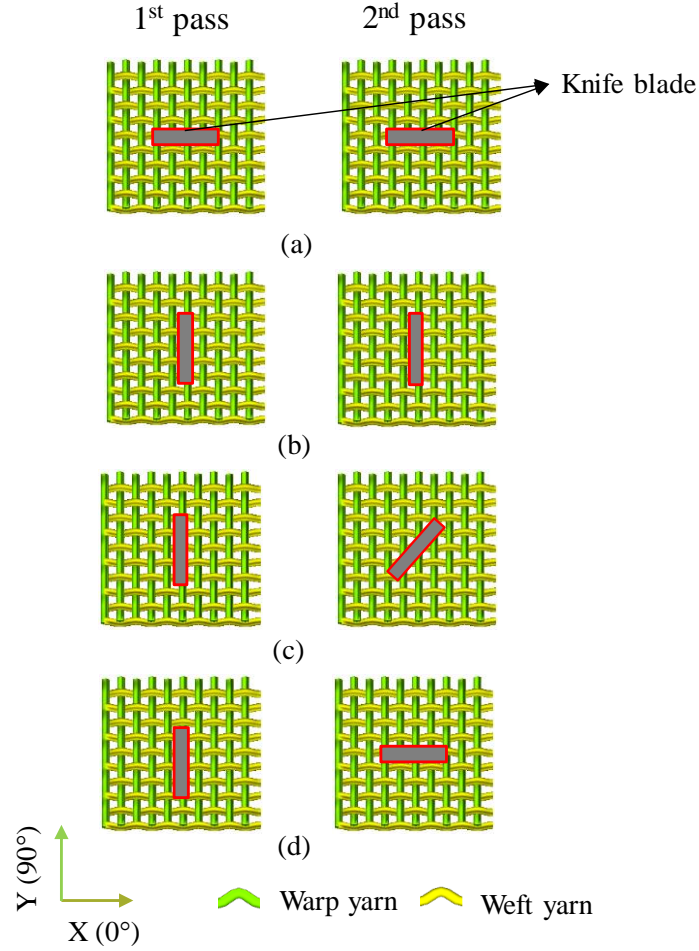 1st pass
2nd pass
Knife blade
(a)
(b)
(c)
(d)
Y (90°)
X (0°)
Warp yarn
Weft yarn